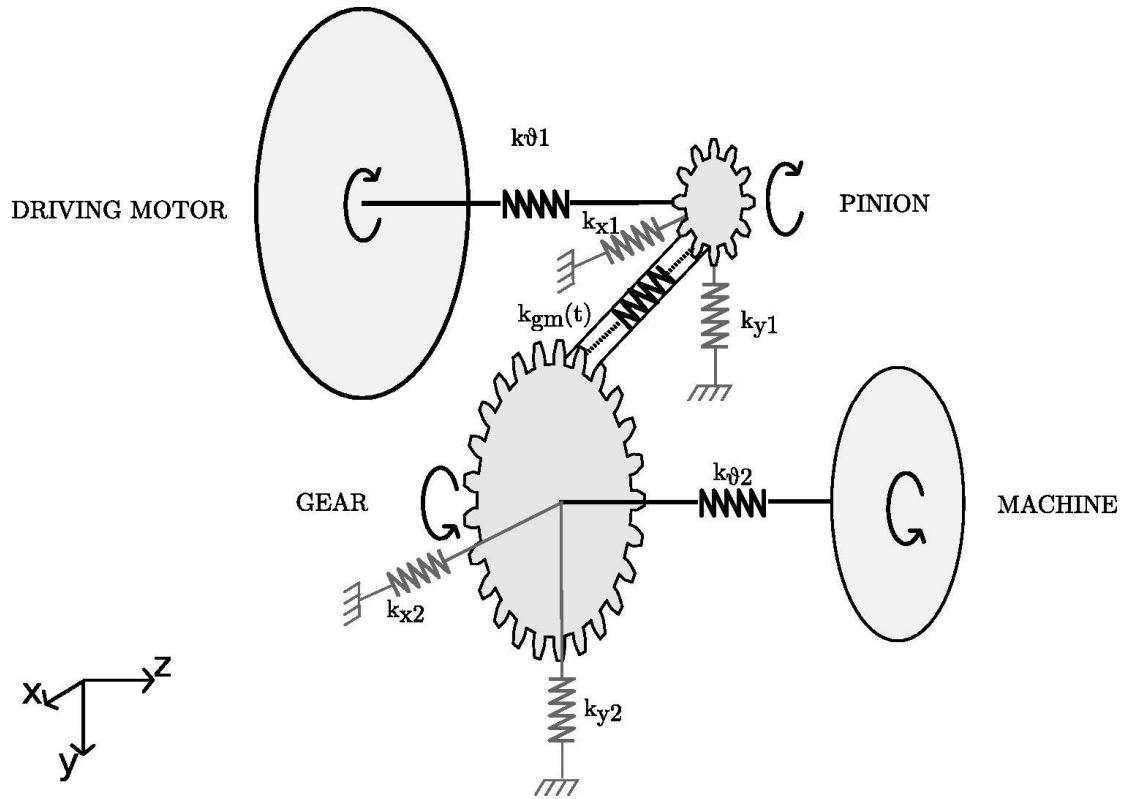 kϑ1
DRIVING MOTOR
PINION
kx1
kgm(t)
ky1
kϑ2
GEAR
MACHINE
kx2
x
z
ky2
y